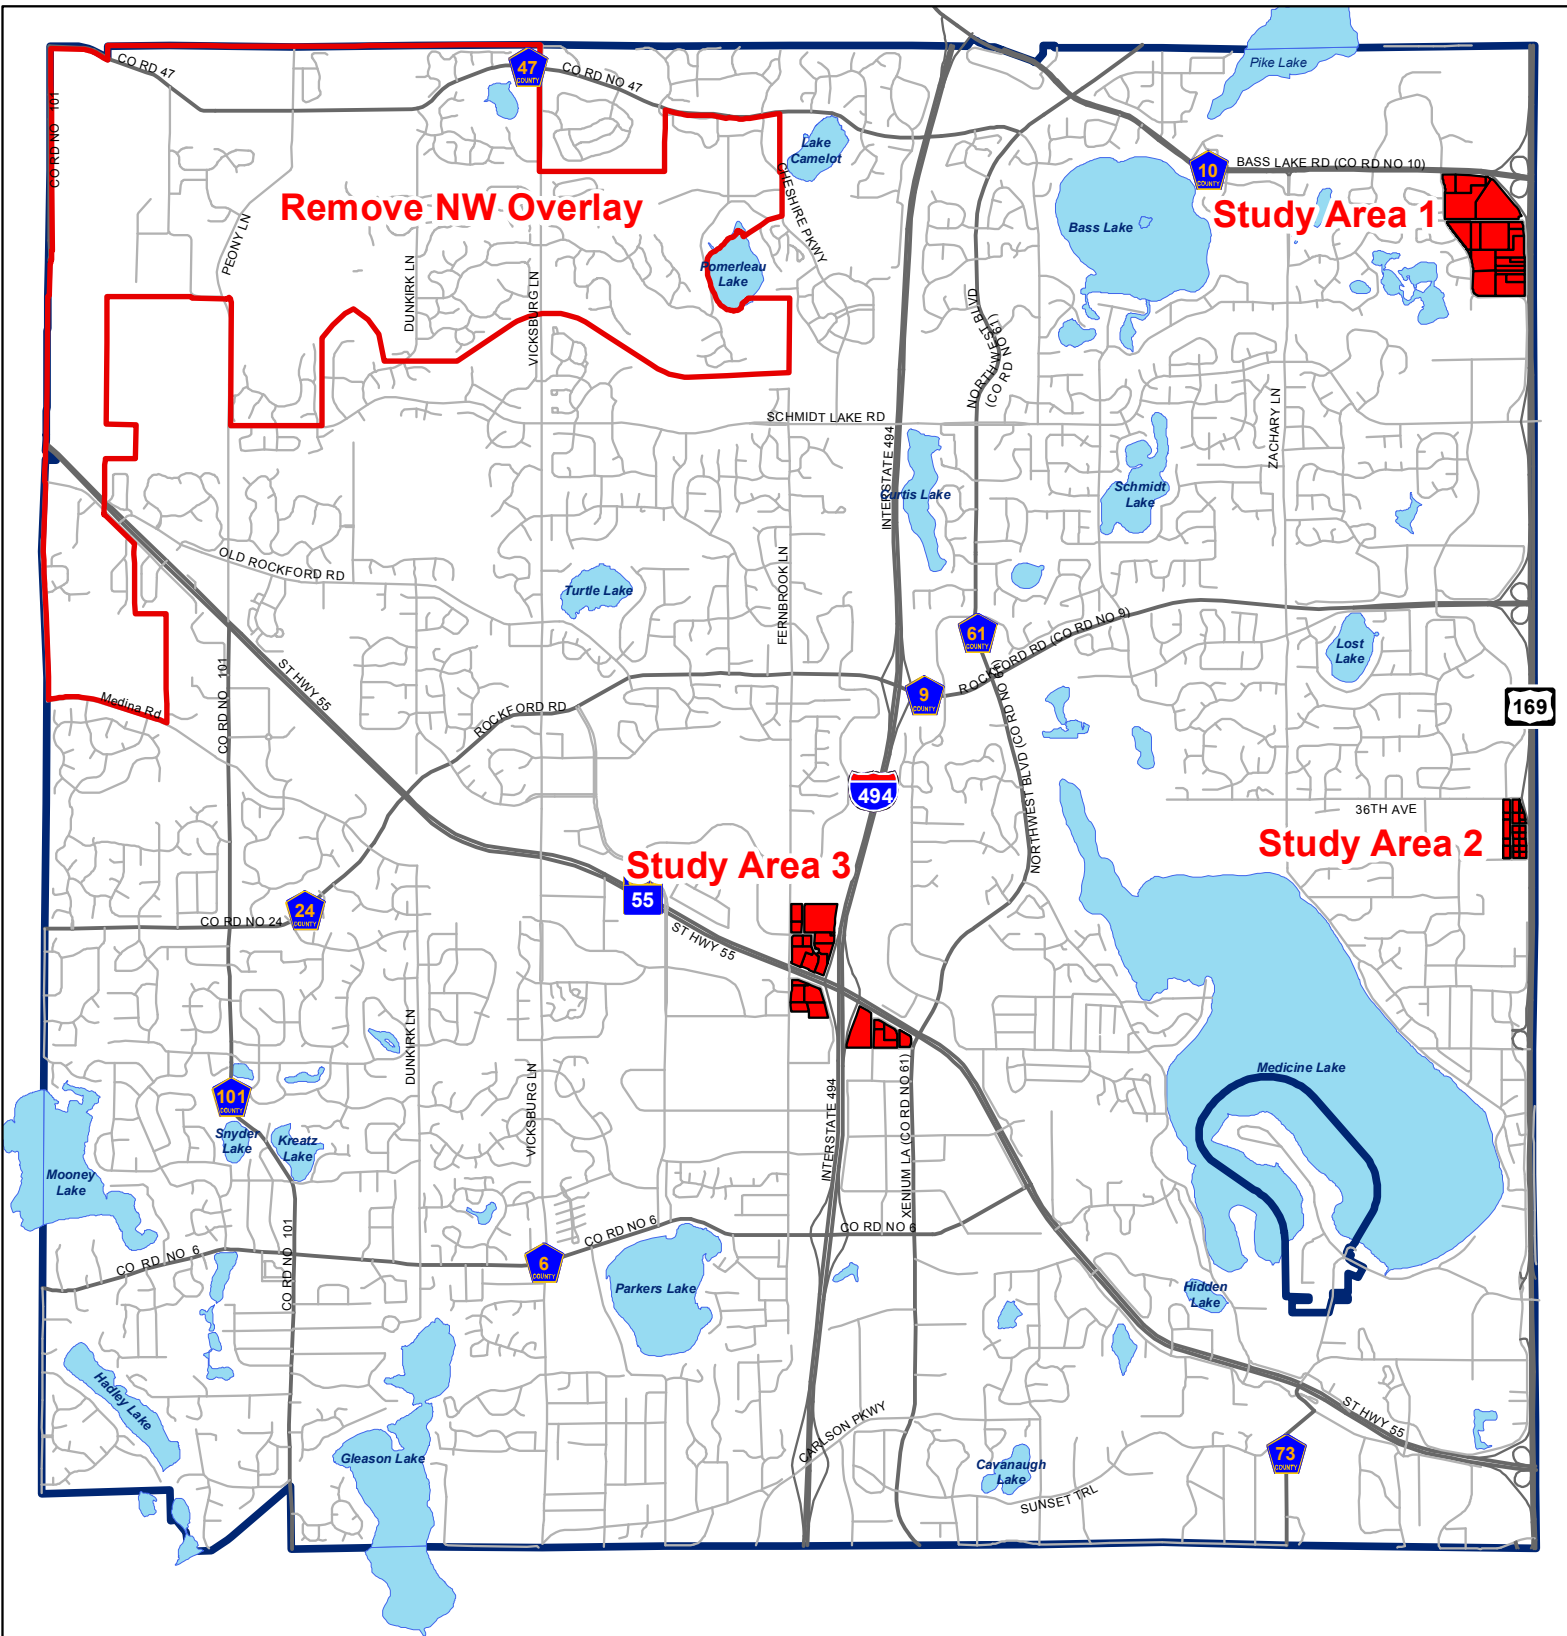 CO RD 47
47
COUNTY
CO RD NO 47
Pike Lake
CO RD NO 101
Lake
Camelot
10
COUNTY
BASS LAKE RD (CO RD NO 10)
CHESHIRE PKWY
Remove NW Overlay
Study Area 1
Bass Lake
PEONY LN
Pomerleau
Lake
DUNKIRK LN
VICKSBURG LN
NORTHWEST BLVD
(CO RD NO 61)
SCHMIDT LAKE RD
ZACHARY LN
INTERSTATE 494
Curtis Lake
Schmidt
Lake
OLD ROCKFORD RD
Turtle Lake
FERNBROOK LN
61
COUNTY
ROCKFORD RD (CO RD NO 9)
Lost
Lake
CO RD NO 101
ST HWY 55
9
COUNTY
Medina Rd
ROCKFORD RD
169
494
NORTHWEST BLVD (CO RD NO 61)
36TH AVE
Study Area 2
Study Area 3
55
24
COUNTY
CO RD NO 24
ST HWY 55
DUNKIRK LN
VICKSBURG LN
Medicine Lake
101
COUNTY
INTERSTATE 494
XENIUM LA (CO RD NO 61)
Snyder
Lake
Kreatz
Lake
Mooney
Lake
CO RD NO 6
CO RD NO 6
CO RD NO 6
CO RD NO 101
6
COUNTY
Parkers Lake
Hidden
Lake
Hadley Lake
CARLSON PKWY
ST HWY 55
Gleason Lake
Cavanaugh
Lake
73
COUNTY
SUNSET TRL